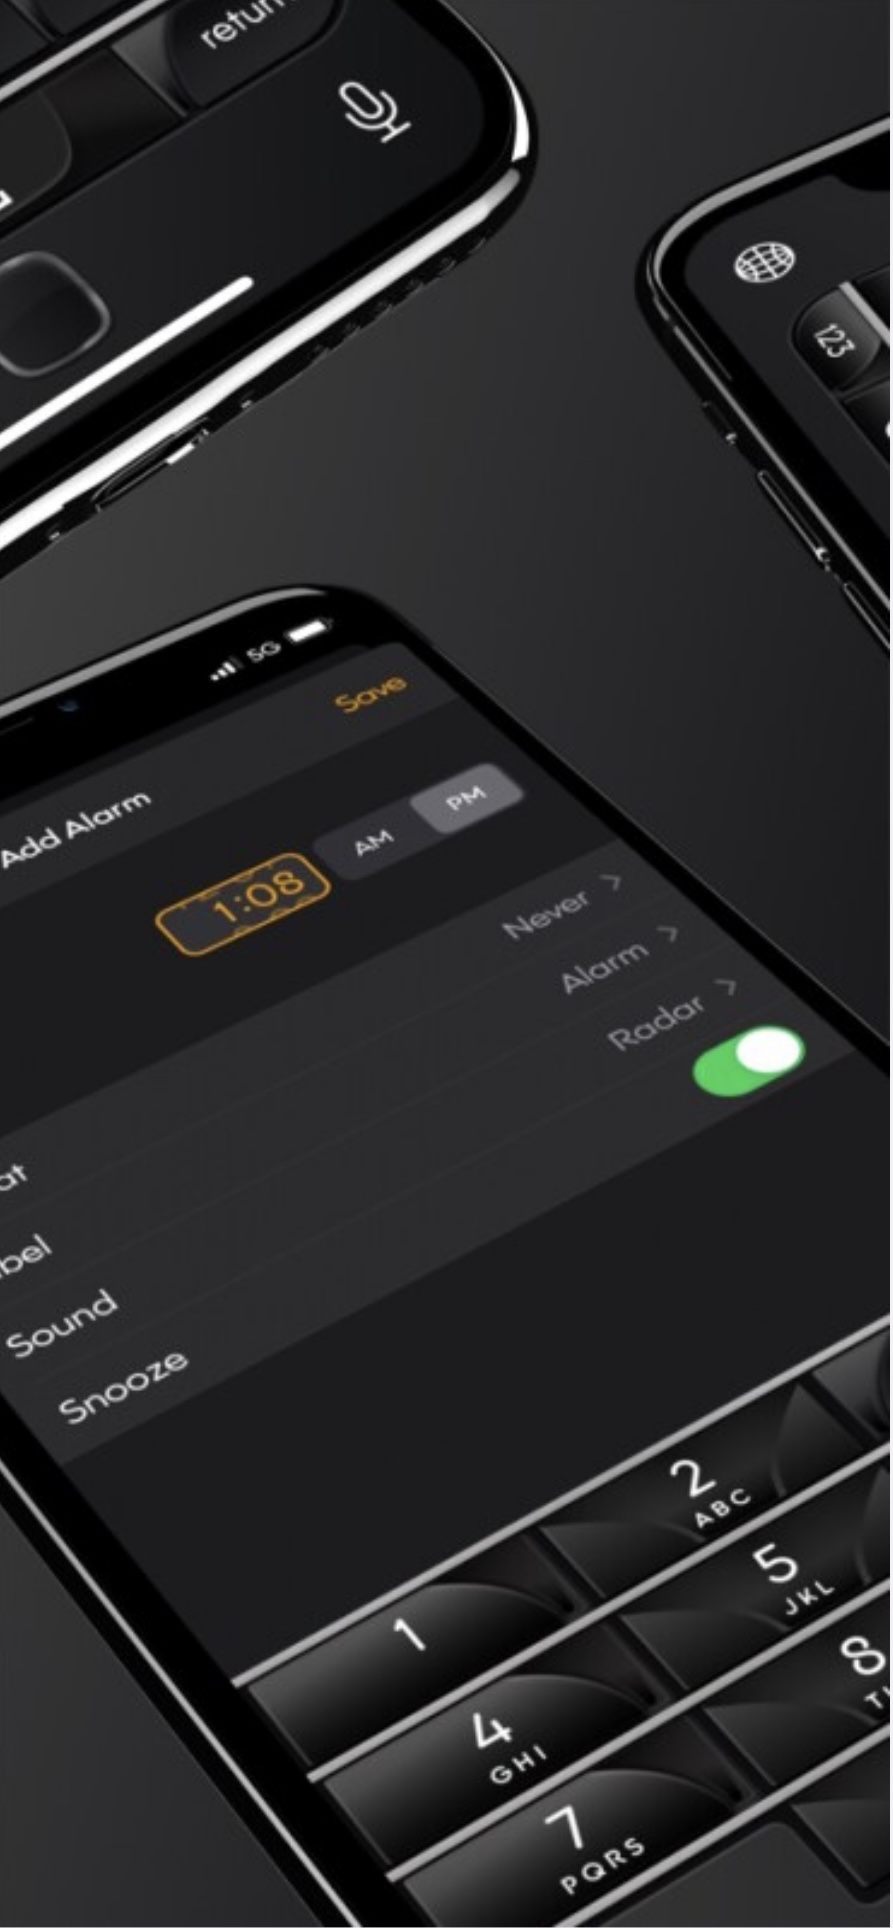 return
123
5G
Save
Add Alarm
1:08
AM PM
Never
Alarm
Radar
at
bel
Sound
Snooze
1
2
ABC
4
GHI
5
JKL
7
PQRS
8